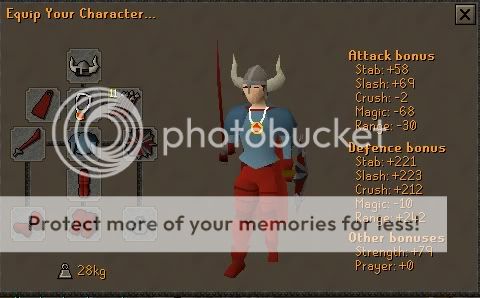 Equip Your Character...
Attack bonus
Stab: +58
Slash: +69
Crush: -2
Magic: -68
Range: -30
11
photobucket
Defence bonus
Stab: +221
Slash: +223
Crush: +212
Magic: -10
Range: +242
Protect more of your memories for less!
Other bonuses
Strength: +79
Prayer: +0
28kg